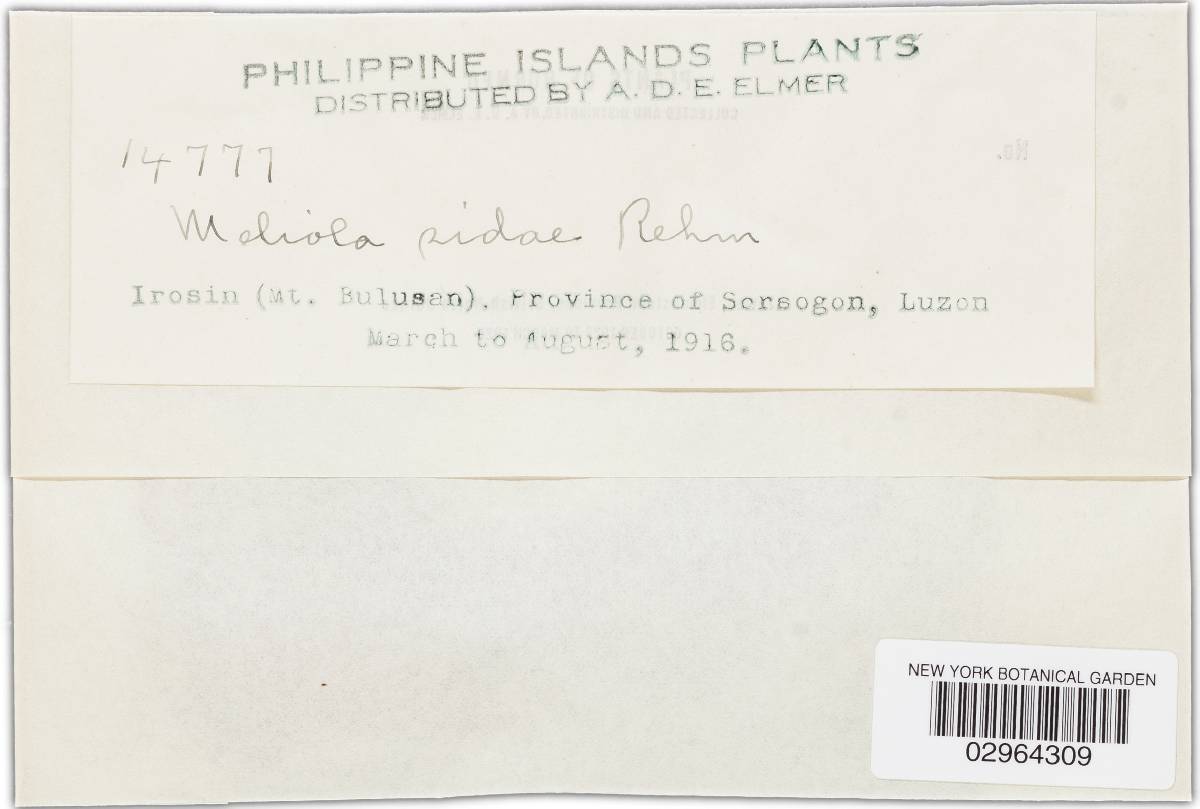 PHILIPPINE ISLANDS PLANTS
DISTRIBUTED BY A. D. E. ELMER
14777
Meliola sidae Rehm
Irosin (Mt. Bulusan). Province of Sorsogon, Luzon
March to August, 1916.
NEW YORK BOTANICAL GARDEN
02964309